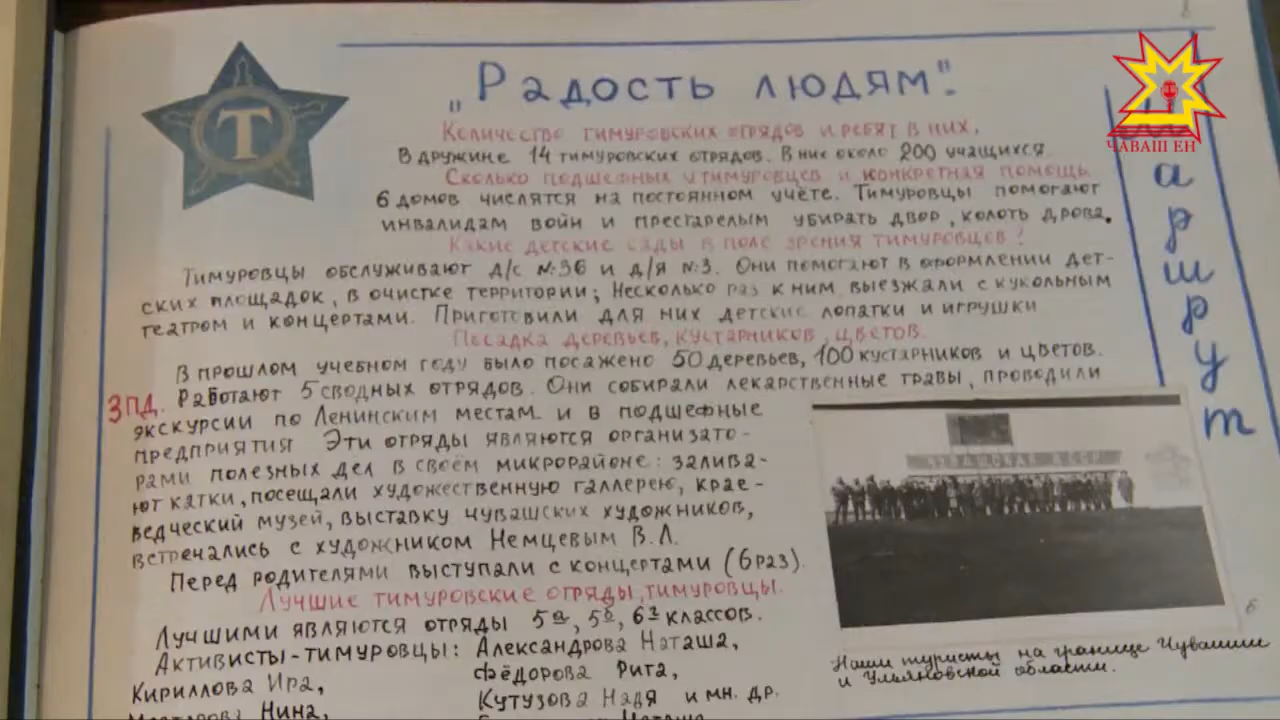 „Радость людям".
Количество тимуровских отрядов и ребят в них.
В дружине 14 тимуровских отрядов. В них около 200 учащихся.
Сколько подшефных у тимуровцев и конкретная помощь
6 домов числятся на постоянном учёте. Тимуровцы помогают
инвалидам войн и престарелым убирать двор, колоть дрова.
Какие детские сады в поле зрения тимуровцев?
Тимуровцы обслуживают д/с №36 и д/я №3. Они помогают в оформлении дет-
ских площадок, в очистке территории; Несколько раз к ним выезжали с кукольным
театром и концертами. Приготовили для них детские лопатки и игрушки
Посадка деревьев, кустарников, цветов.
В прошлом учебном году было посажено 50 деревьев, 100 кустарников и цветов.
ЗПД. Работают 5 сводных отрядов. Они собирали лекарственные травы, проводили
экскурсии по Ленинским местам и в подшефные
предприятия Эти отряды являются организато-
рами полезных дел в своём микрорайоне: залива-
ют катки, посещали художественную галлерею, крае-
ведческий музей, выставку чувашских художников,
встречались с художником Немцевым В.Л.
Перед родителями выступали с концертами (6 раз).
Лучшие тимуровские отряды, тимуровцы.
Лучшими являются отряды 5а, 5б, 6г классов.
Активисты-тимуровцы: Александрова Наташа,
Кириллова Ира, Фёдорова Рита,
Нина, Кутузова Надя и мн. др.
Т
ЧАВАШ ЕН
аршрут
ЧУВАШСКАЯ АССР
Наши туристы на границе Чувашии
и Ульяновской области.
6